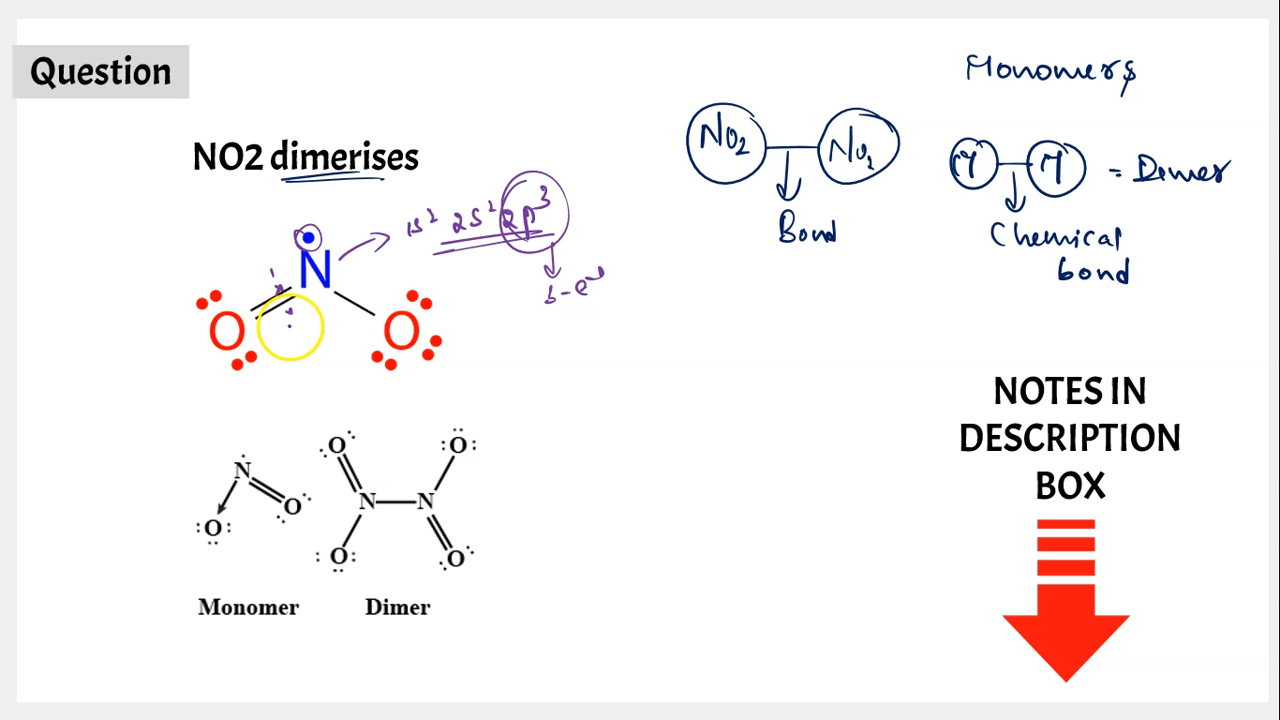 Question
NO2 dimerises
Monomers
NO2 NO2
M M = Dimer
Bond
Chemical
bond
1s² 2s² 2p³
N
O O
NOTES IN
DESCRIPTION
BOX
N
O
O
O
O
N N
O
O
Monomer Dimer